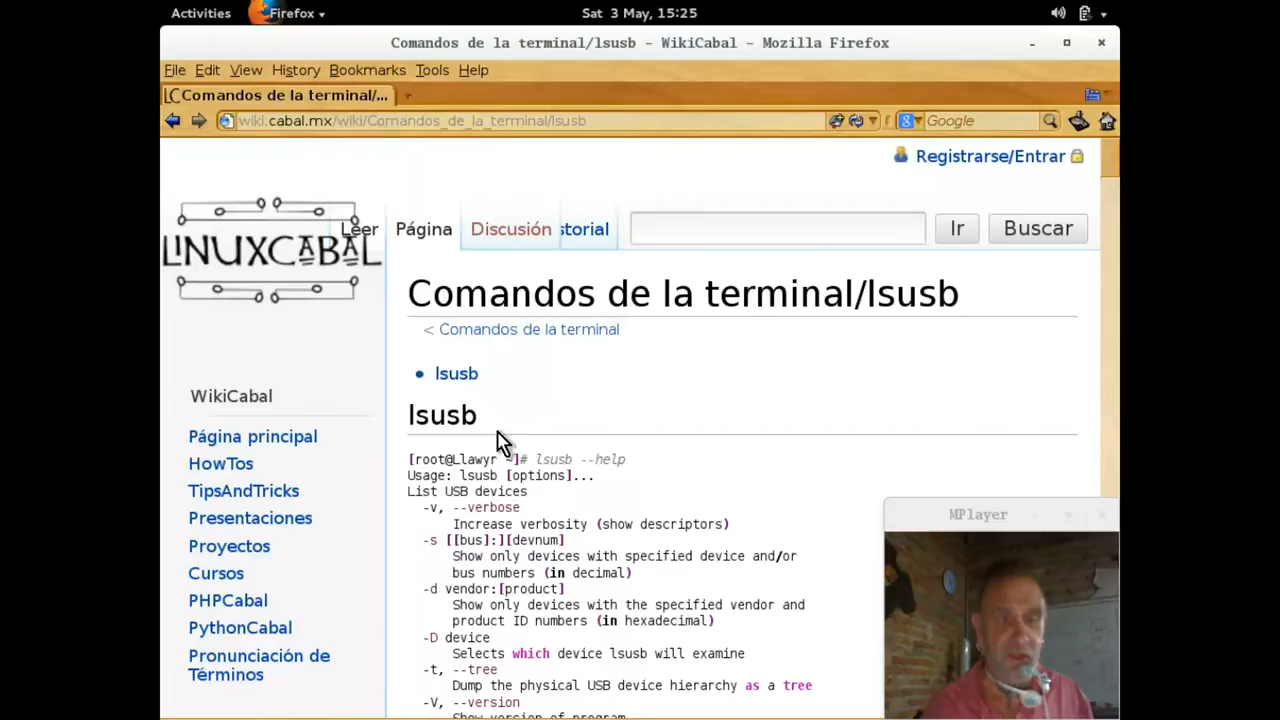 Activities Firefox Sat 3 May, 15:25
Comandos de la terminal/lsusb - WikiCabal - Mozilla Firefox
File Edit View History Bookmarks Tools Help
Comandos de la terminal/...
wiki.cabal.mx/wiki/Comandos_de_la_terminal/lsusb Google
Registrarse/Entrar
LINUXCABAL
Leer Página Discusión storial Ir Buscar
Comandos de la terminal/lsusb
< Comandos de la terminal
lsusb
lsusb
WikiCabal
Página principal
HowTos
TipsAndTricks
Presentaciones
Proyectos
Cursos
PHPCabal
PythonCabal
Pronunciación de
Términos
[root@Llawyr ~]# lsusb --help
Usage: lsusb [options]...
List USB devices
-v, --verbose
Increase verbosity (show descriptors)
-s [[bus]:][devnum]
Show only devices with specified device and/or
bus numbers (in decimal)
-d vendor:[product]
Show only devices with the specified vendor and
product ID numbers (in hexadecimal)
-D device
Selects which device lsusb will examine
-t, --tree
Dump the physical USB device hierarchy as a tree
-V, --version
Show version of program
MPlayer